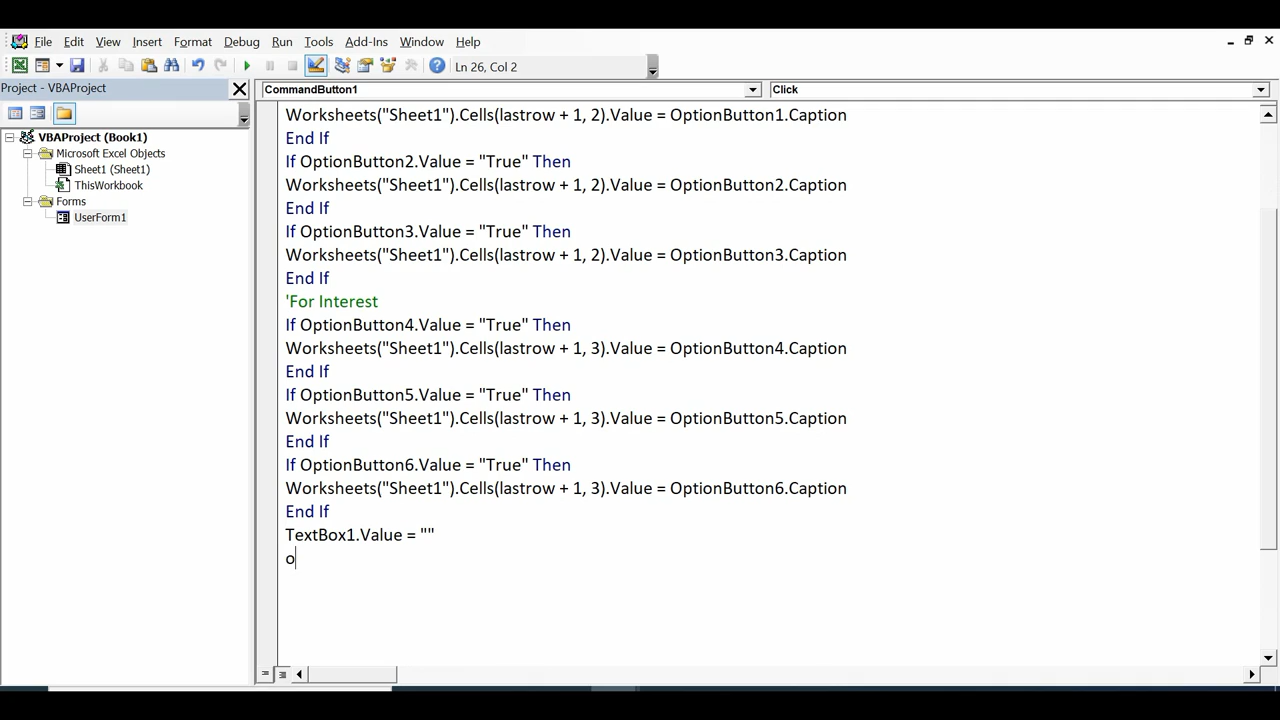 File Edit View Insert Format Debug Run Tools Add-Ins Window Help
Ln 26, Col 2
Project - VBAProject
VBAProject (Book1)
Microsoft Excel Objects
Sheet1 (Sheet1)
ThisWorkbook
Forms
UserForm1
CommandButton1 Click
Worksheets("Sheet1").Cells(lastrow + 1, 2).Value = OptionButton1.Caption
End If
If OptionButton2.Value = "True" Then
Worksheets("Sheet1").Cells(lastrow + 1, 2).Value = OptionButton2.Caption
End If
If OptionButton3.Value = "True" Then
Worksheets("Sheet1").Cells(lastrow + 1, 2).Value = OptionButton3.Caption
End If
'For Interest
If OptionButton4.Value = "True" Then
Worksheets("Sheet1").Cells(lastrow + 1, 3).Value = OptionButton4.Caption
End If
If OptionButton5.Value = "True" Then
Worksheets("Sheet1").Cells(lastrow + 1, 3).Value = OptionButton5.Caption
End If
If OptionButton6.Value = "True" Then
Worksheets("Sheet1").Cells(lastrow + 1, 3).Value = OptionButton6.Caption
End If
TextBox1.Value = ""
o